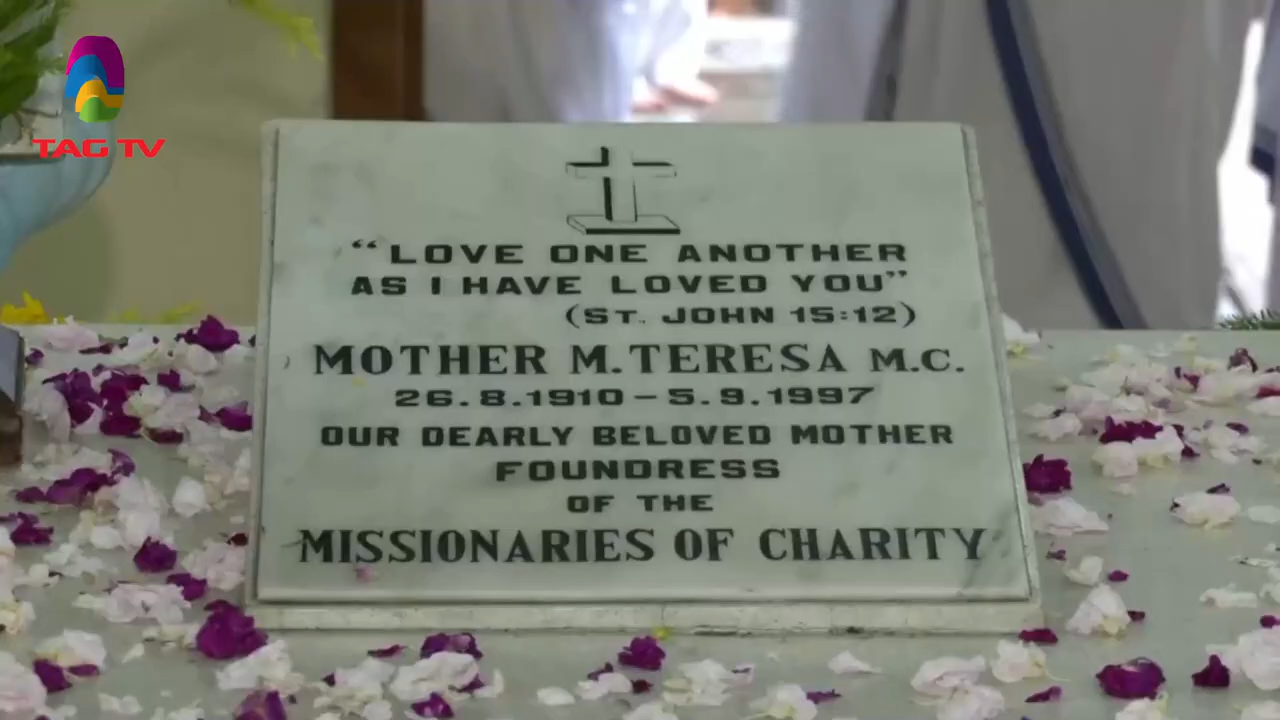 TAG TV
“LOVE ONE ANOTHER
AS I HAVE LOVED YOU”
(ST. JOHN 15:12)
MOTHER M. TERESA M.C.
26.8.1910 – 5.9.1997
OUR DEARLY BELOVED MOTHER
FOUNDRESS
OF THE
MISSIONARIES OF CHARITY